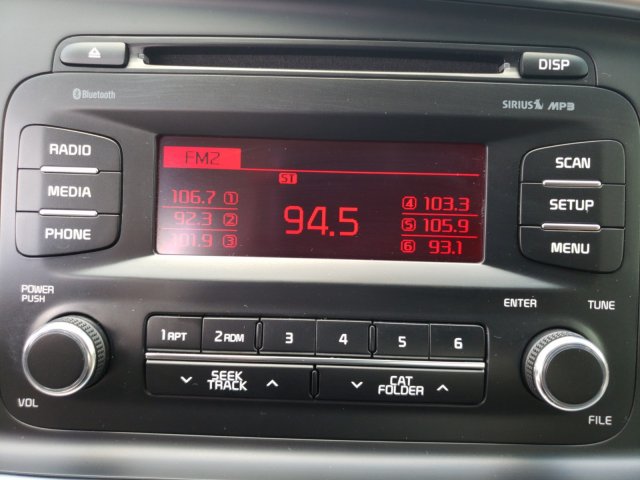 DISP
Bluetooth
SIRIUS MP3
RADIO
MEDIA
PHONE
FM2
ST
106.7 1
92.3 2
101.9 3
94.5
4 103.3
5 105.9
6 93.1
SCAN
SETUP
MENU
POWER
PUSH
VOL
1 RPT
2 RDM
3
4
5
6
SEEK
TRACK
CAT
FOLDER
ENTER
TUNE
FILE